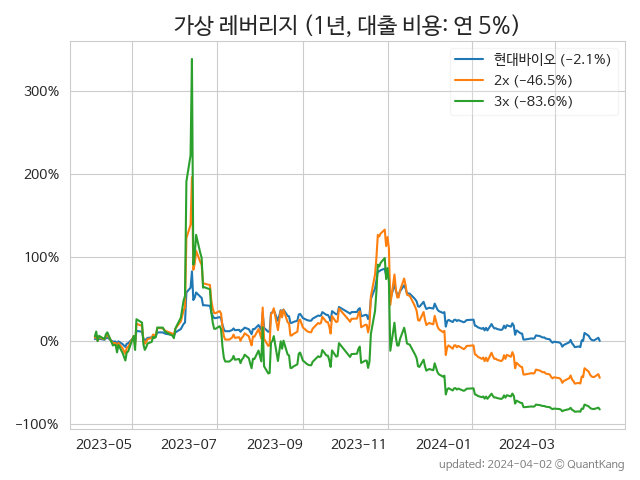 가상 레버리지 (1년, 대출 비용: 연 5%)
현대바이오 (−2.1%)
2x (−46.5%)
3x (−83.6%)
300%
200%
100%
0%
−100%
2023-05 2023-07 2023-09 2023-11 2024-01 2024-03
updated: 2024-04-02 © QuantKang